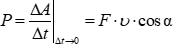 P = ΔA/Δt |Δt→0 = F · υ · cos α